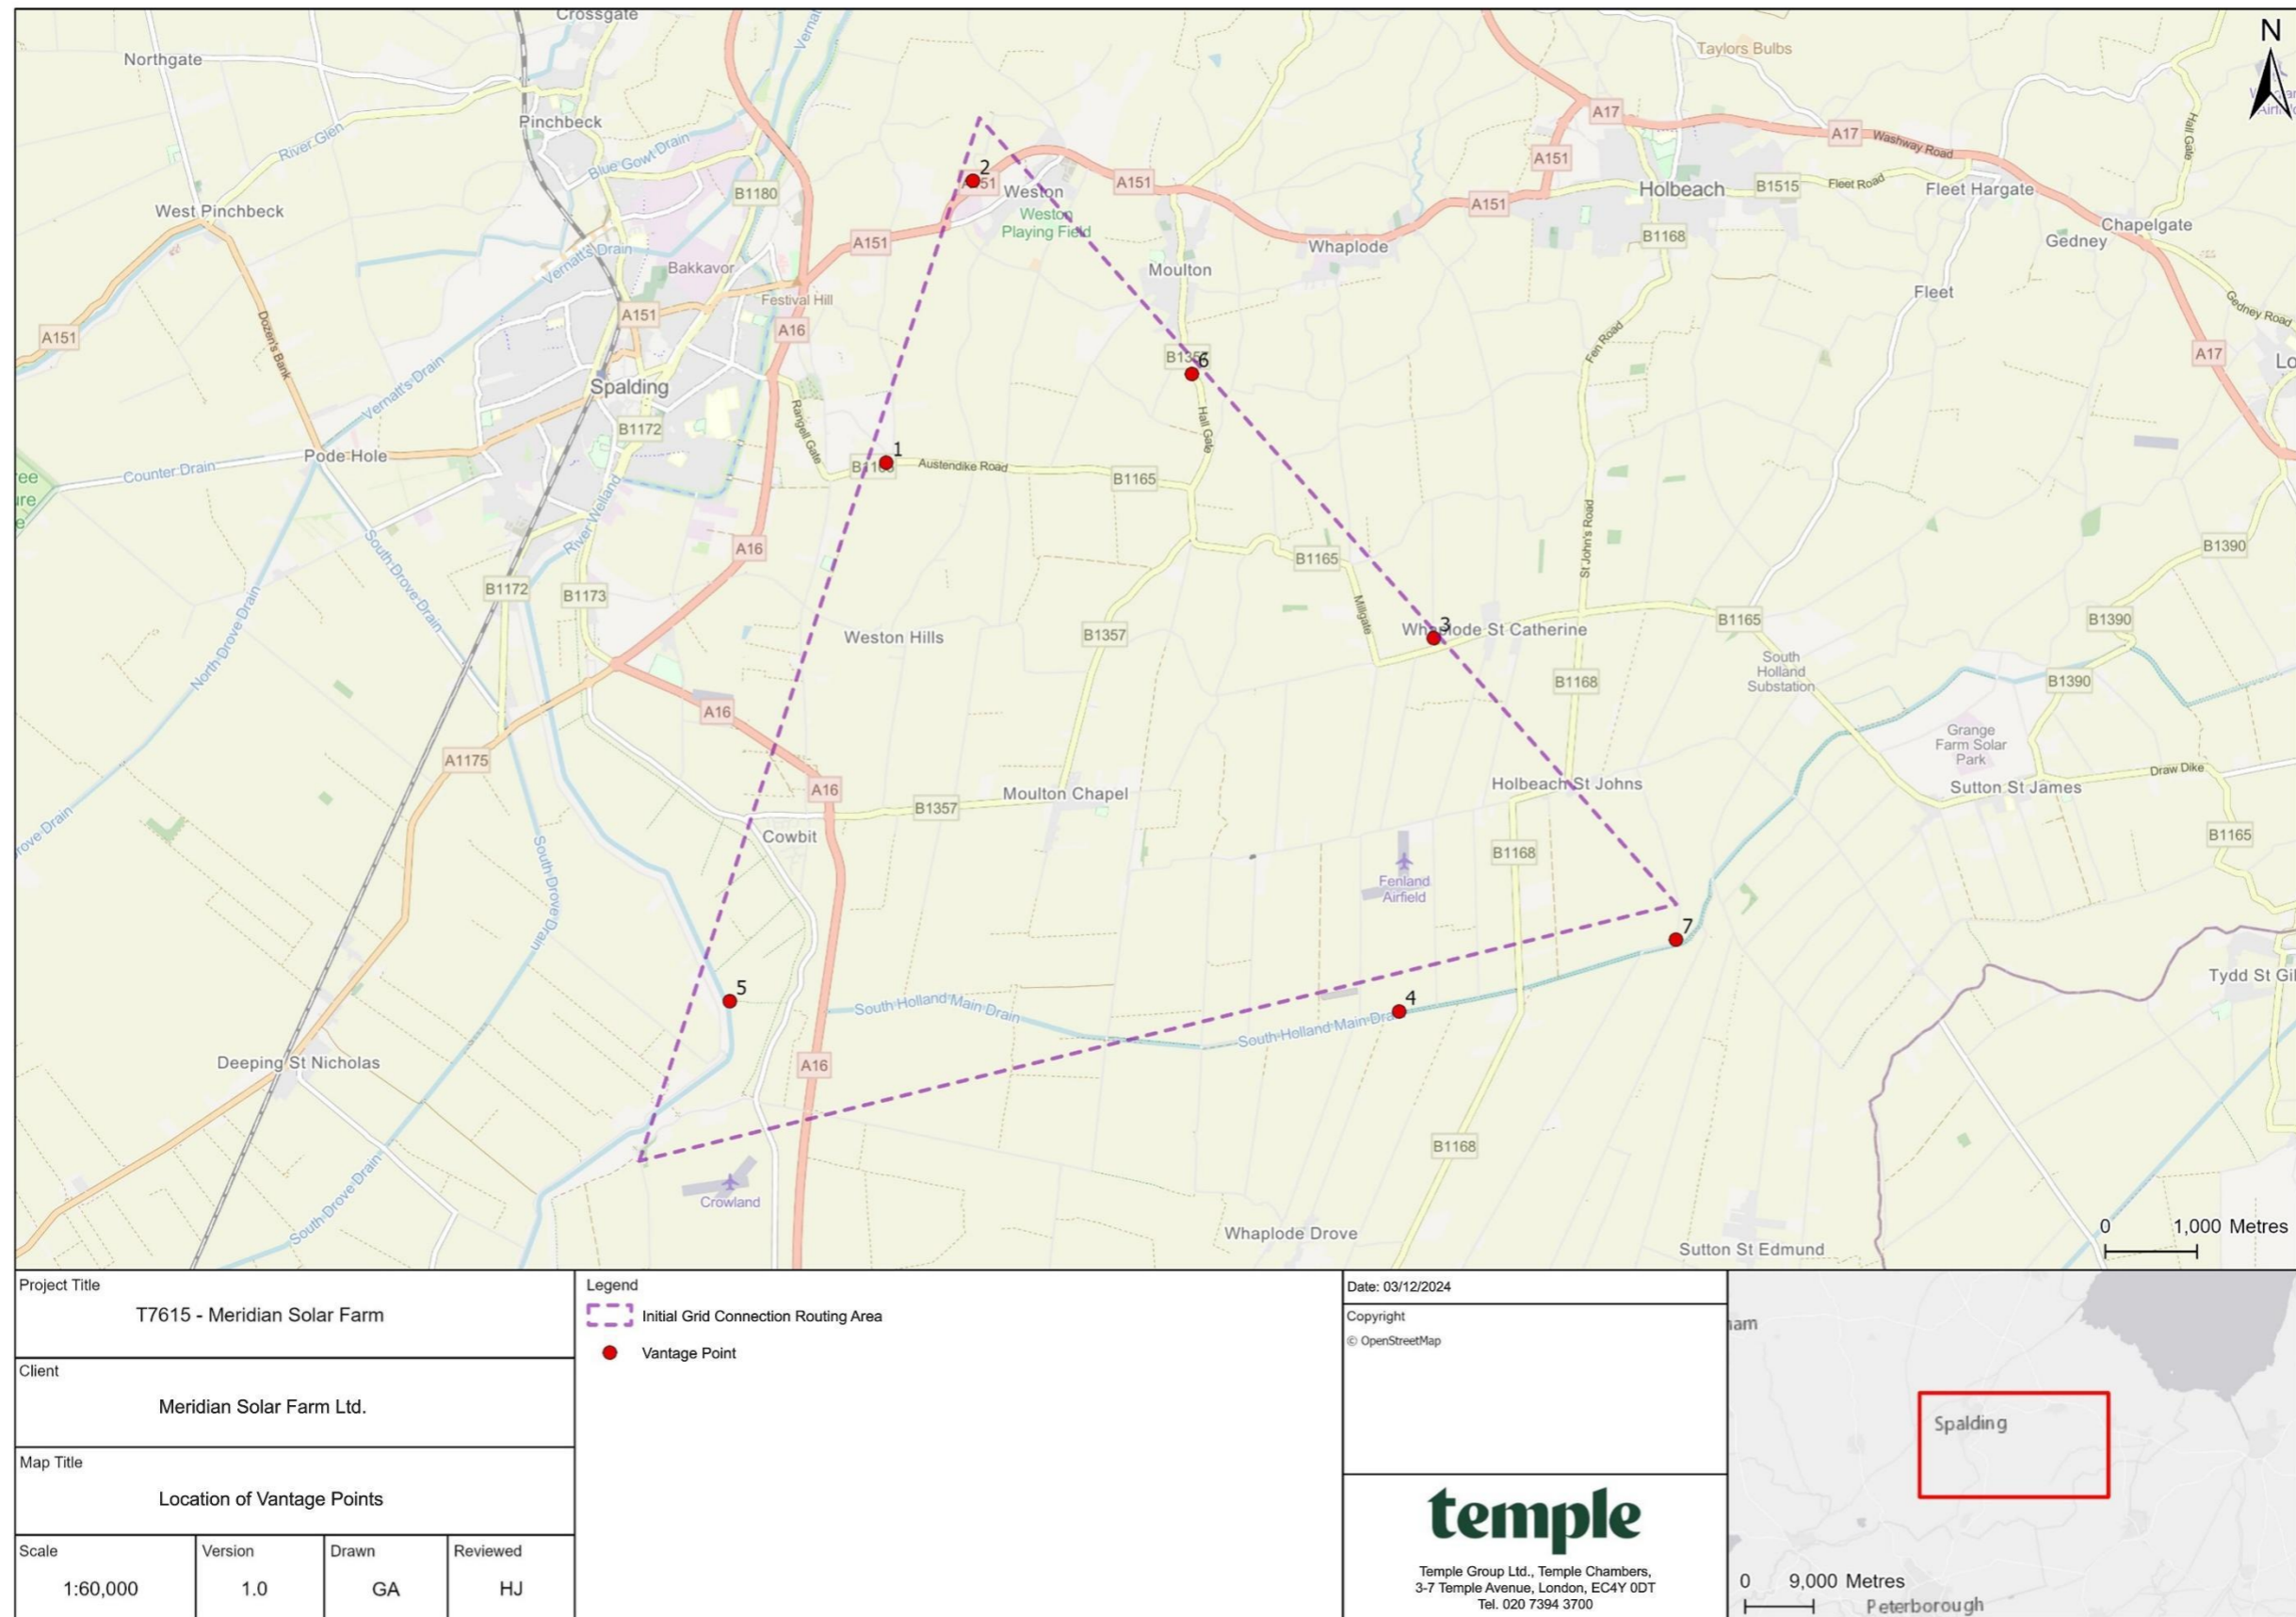 Crossgate
Vernat
N
Northgate
Taylors Bulbs
Pinchbeck
River Glen
Blue Gowt Drain
A17
A17
Washway Road
Hall Gate
B1180
A151
A151
2
Weston
B1515
Fleet Road
Holbeach
Fleet Hargate
West Pinchbeck
A151
Weston
Playing Field
Chapelgate
Gedney
A151
Whaplode
B1168
Vernatt's Drain
Bakkavor
Moulton
Fleet
Festival Hill
Gedney Road
A151
A151
A16
Dozen's Bank
Fen Road
A17
Lo
6
Vernatt's Drain
Spalding
Rangell Gate
Hall Gate
B1172
Pode Hole
1
Austendike Road
B1165
Counter Drain
ree
ure
e
River Welland
St John's Road
South Drove Drain
A16
B1165
B1390
B1172
B1173
Millgate
North Drove Drain
Weston Hills
B1357
3
Whaplode St Catherine
B1165
B1390
South
Holland
Substation
B1168
B1390
A16
A1175
Grange
Farm Solar
Park
Draw Dike
A16
Moulton Chapel
B1357
Holbeach St Johns
Sutton St James
rove Drain
Cowbit
B1165
South Drove Drain
B1168
Fenland
Airfield
7
Tydd St Gil
5
4
South Holland Main Drain
Deeping St Nicholas
A16
B1168
South Drove Drain
Crowland
Whaplode Drove
Sutton St Edmund
0 1,000 Metres
Project Title
T7615 - Meridian Solar Farm
Client
Meridian Solar Farm Ltd.
Map Title
Location of Vantage Points
Scale Version Drawn Reviewed
1:60,000 1.0 GA HJ
Legend
Initial Grid Connection Routing Area
Vantage Point
Date: 03/12/2024
Copyright
© OpenStreetMap
temple
Temple Group Ltd., Temple Chambers,
3-7 Temple Avenue, London, EC4Y 0DT
Tel. 020 7394 3700
ham
Spalding
0 9,000 Metres
Peterborough